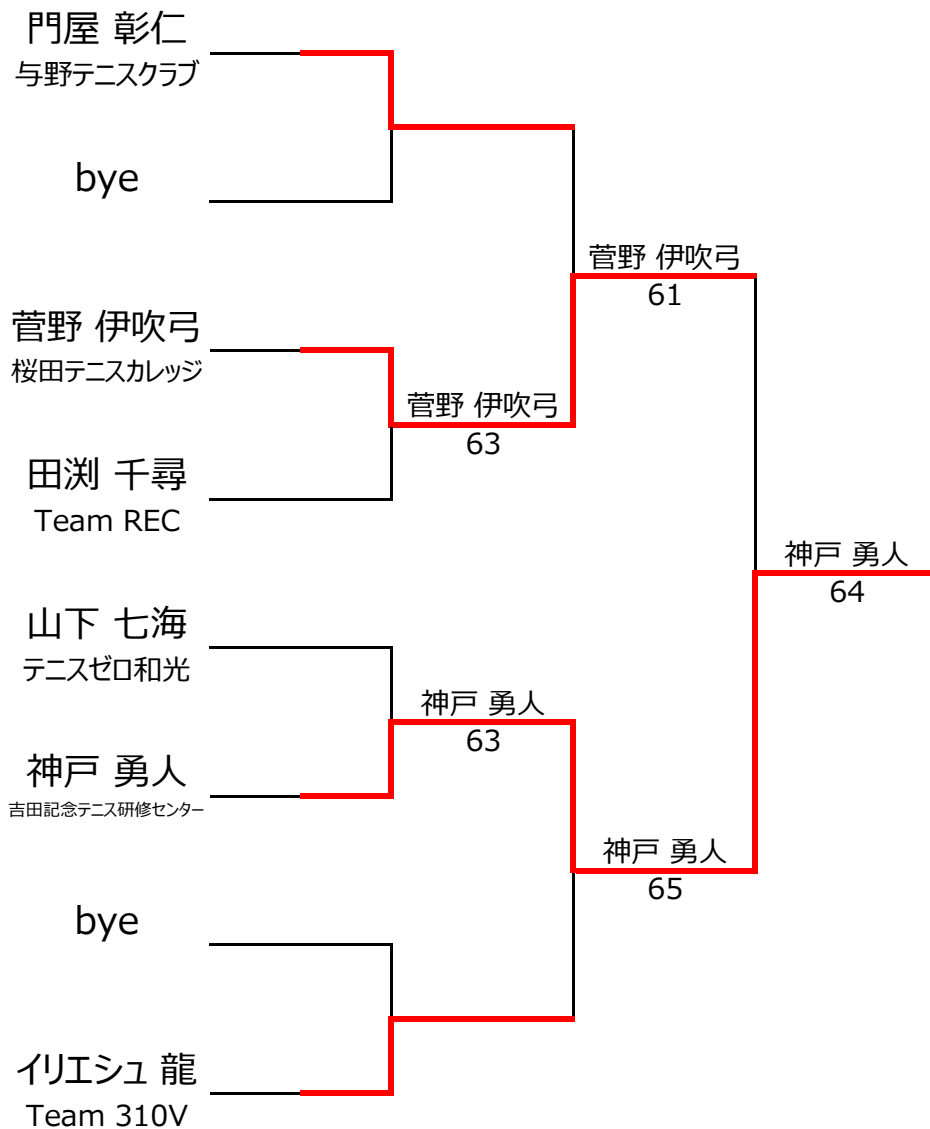 門屋 彰仁
与野テニスクラブ
bye
菅野 伊吹弓
61
菅野 伊吹弓
桜田テニスカレッジ
菅野 伊吹弓
63
田渕 千尋
Team REC
神戸 勇人
64
山下 七海
テニスゼロ和光
神戸 勇人
63
神戸 勇人
吉田記念テニス研修センター
神戸 勇人
65
bye
イリエシュ 龍
Team 310V